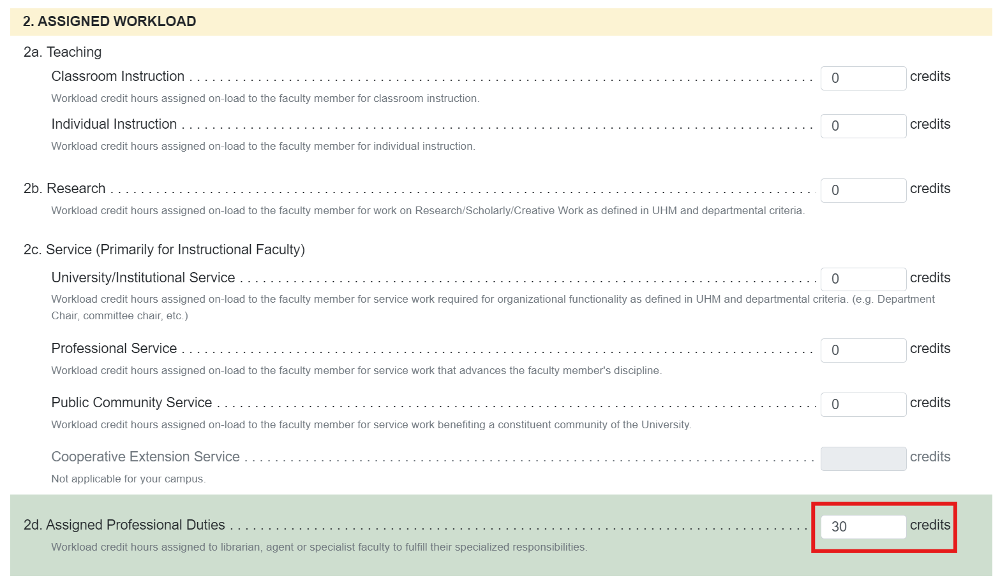 2. ASSIGNED WORKLOAD
2a. Teaching
Classroom Instruction . . . . . . . . . . . . . . . . . . . . . . . . . . . . . . . . . . . . . . . . 0 credits
Workload credit hours assigned on-load to the faculty member for classroom instruction.
Individual Instruction . . . . . . . . . . . . . . . . . . . . . . . . . . . . . . . . . . . . . . . . 0 credits
Workload credit hours assigned on-load to the faculty member for individual instruction.
2b. Research . . . . . . . . . . . . . . . . . . . . . . . . . . . . . . . . . . . . . . . . 0 credits
Workload credit hours assigned on-load to the faculty member for work on Research/Scholarly/Creative Work as defined in UHM and departmental criteria.
2c. Service (Primarily for Instructional Faculty)
University/Institutional Service . . . . . . . . . . . . . . . . . . . . . . . . . . . . . . . . . . . . . . . . 0 credits
Workload credit hours assigned on-load to the faculty member for service work required for organizational functionality as defined in UHM and departmental criteria. (e.g. Department
Chair, committee chair, etc.)
Professional Service . . . . . . . . . . . . . . . . . . . . . . . . . . . . . . . . . . . . . . . . 0 credits
Workload credit hours assigned on-load to the faculty member for service work that advances the faculty member's discipline.
Public Community Service . . . . . . . . . . . . . . . . . . . . . . . . . . . . . . . . . . . . . . . . 0 credits
Workload credit hours assigned on-load to the faculty member for service work benefiting a constituent community of the University.
Cooperative Extension Service . . . . . . . . . . . . . . . . . . . . . . . . . . . . . . . . . . . . . . . . credits
Not applicable for your campus.
2d. Assigned Professional Duties . . . . . . . . . . . . . . . . . . . . . . . . . . . . . . . . . . . . . . . . 30 credits
Workload credit hours assigned to librarian, agent or specialist faculty to fulfill their specialized responsibilities.